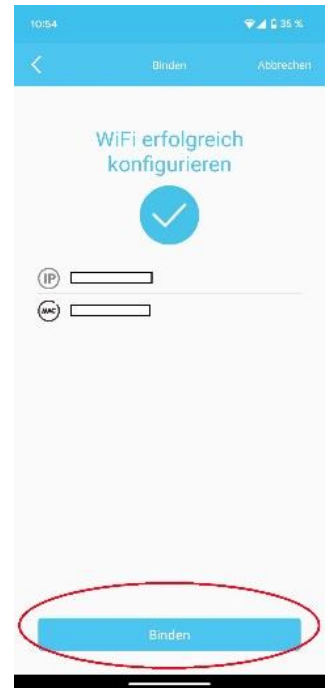 10:54 35 %
Binden Abbrechen
WiFi erfolgreich
konfigurieren
IP
MAC
Binden